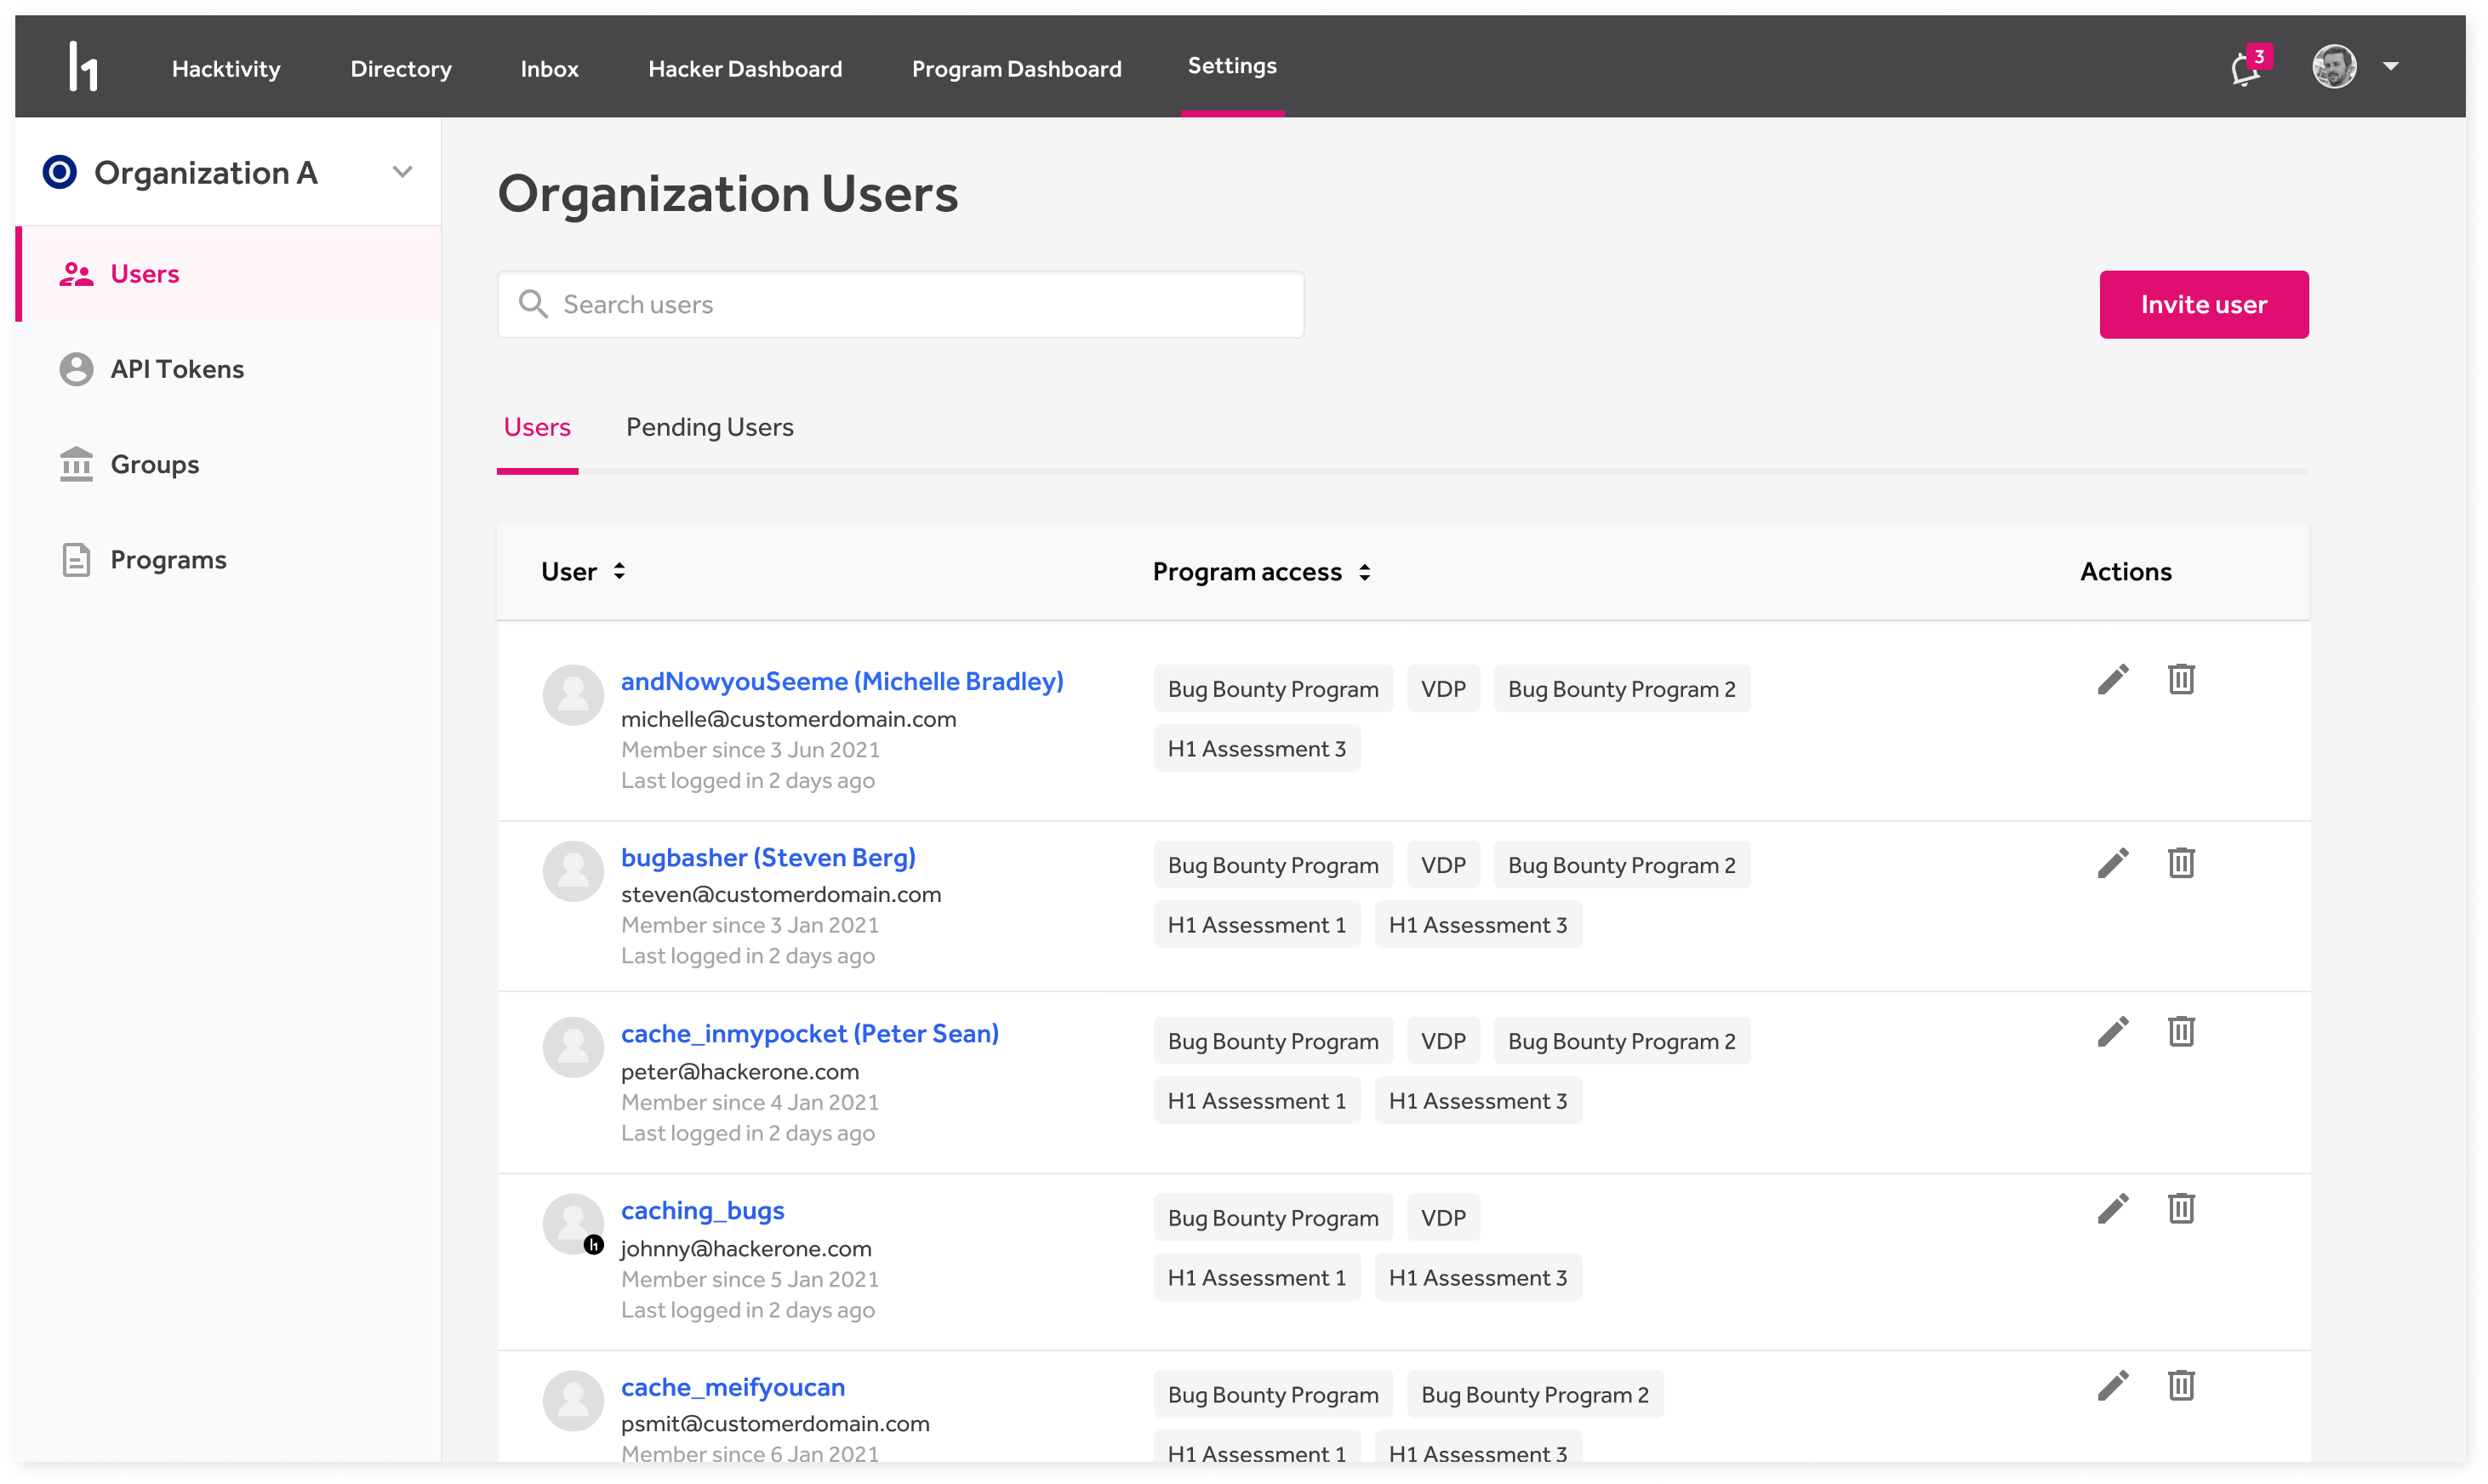 h1 Hacktivity Directory Inbox Hacker Dashboard Program Dashboard Settings 3
Organization A
Users
API Tokens
Groups
Programs
Organization Users
Search users Invite user
Users Pending Users
User Program access Actions
andNowyouSeeme (Michelle Bradley)
michelle@customerdomain.com
Member since 3 Jun 2021
Last logged in 2 days ago
Bug Bounty Program VDP Bug Bounty Program 2
H1 Assessment 3
bugbasher (Steven Berg)
steven@customerdomain.com
Member since 3 Jan 2021
Last logged in 2 days ago
Bug Bounty Program VDP Bug Bounty Program 2
H1 Assessment 1 H1 Assessment 3
cache_inmypocket (Peter Sean)
peter@hackerone.com
Member since 4 Jan 2021
Last logged in 2 days ago
Bug Bounty Program VDP Bug Bounty Program 2
H1 Assessment 1 H1 Assessment 3
caching_bugs
h1
johnny@hackerone.com
Member since 5 Jan 2021
Last logged in 2 days ago
Bug Bounty Program VDP
H1 Assessment 1 H1 Assessment 3
cache_meifyoucan
psmit@customerdomain.com
Member since 6 Jan 2021
Bug Bounty Program Bug Bounty Program 2
H1 Assessment 1 H1 Assessment 3